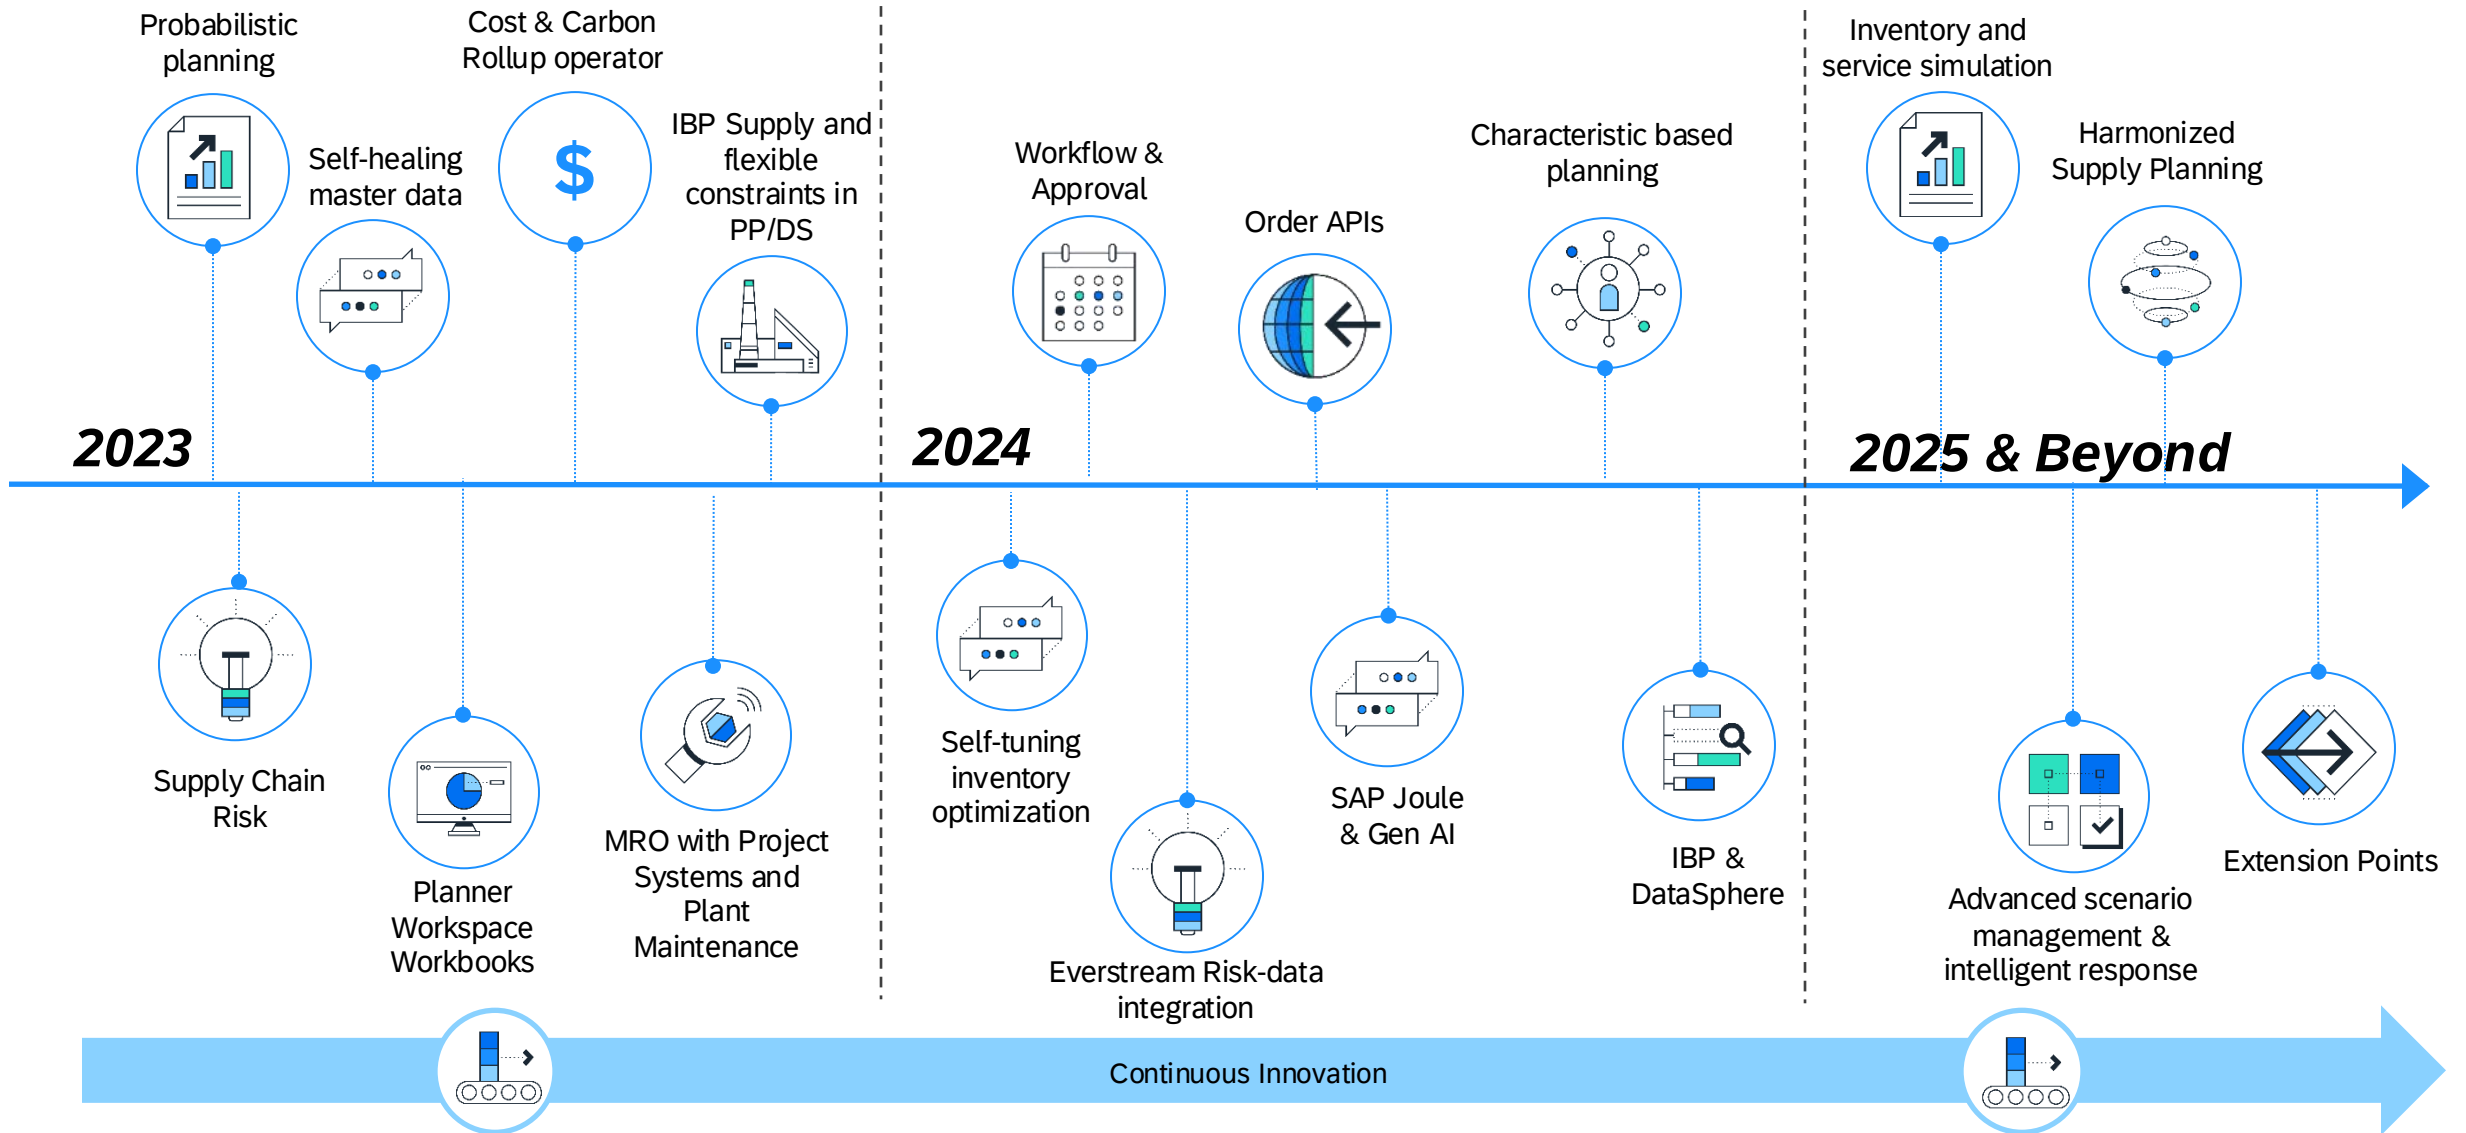 Probabilistic
planning
Self-healing
master data
Cost & Carbon
Rollup operator
IBP Supply and
flexible
constraints in
PP/DS
2023
Supply Chain
Risk
Planner
Workspace
Workbooks
MRO with Project
Systems and
Plant
Maintenance
Workflow &
Approval
Order APIs
Characteristic based
planning
2024
Self-tuning
inventory
optimization
Everstream Risk-data
integration
SAP Joule
& Gen AI
IBP &
DataSphere
Inventory and
service simulation
Harmonized
Supply Planning
2025 & Beyond
Advanced scenario
management &
intelligent response
Extension Points
Continuous Innovation